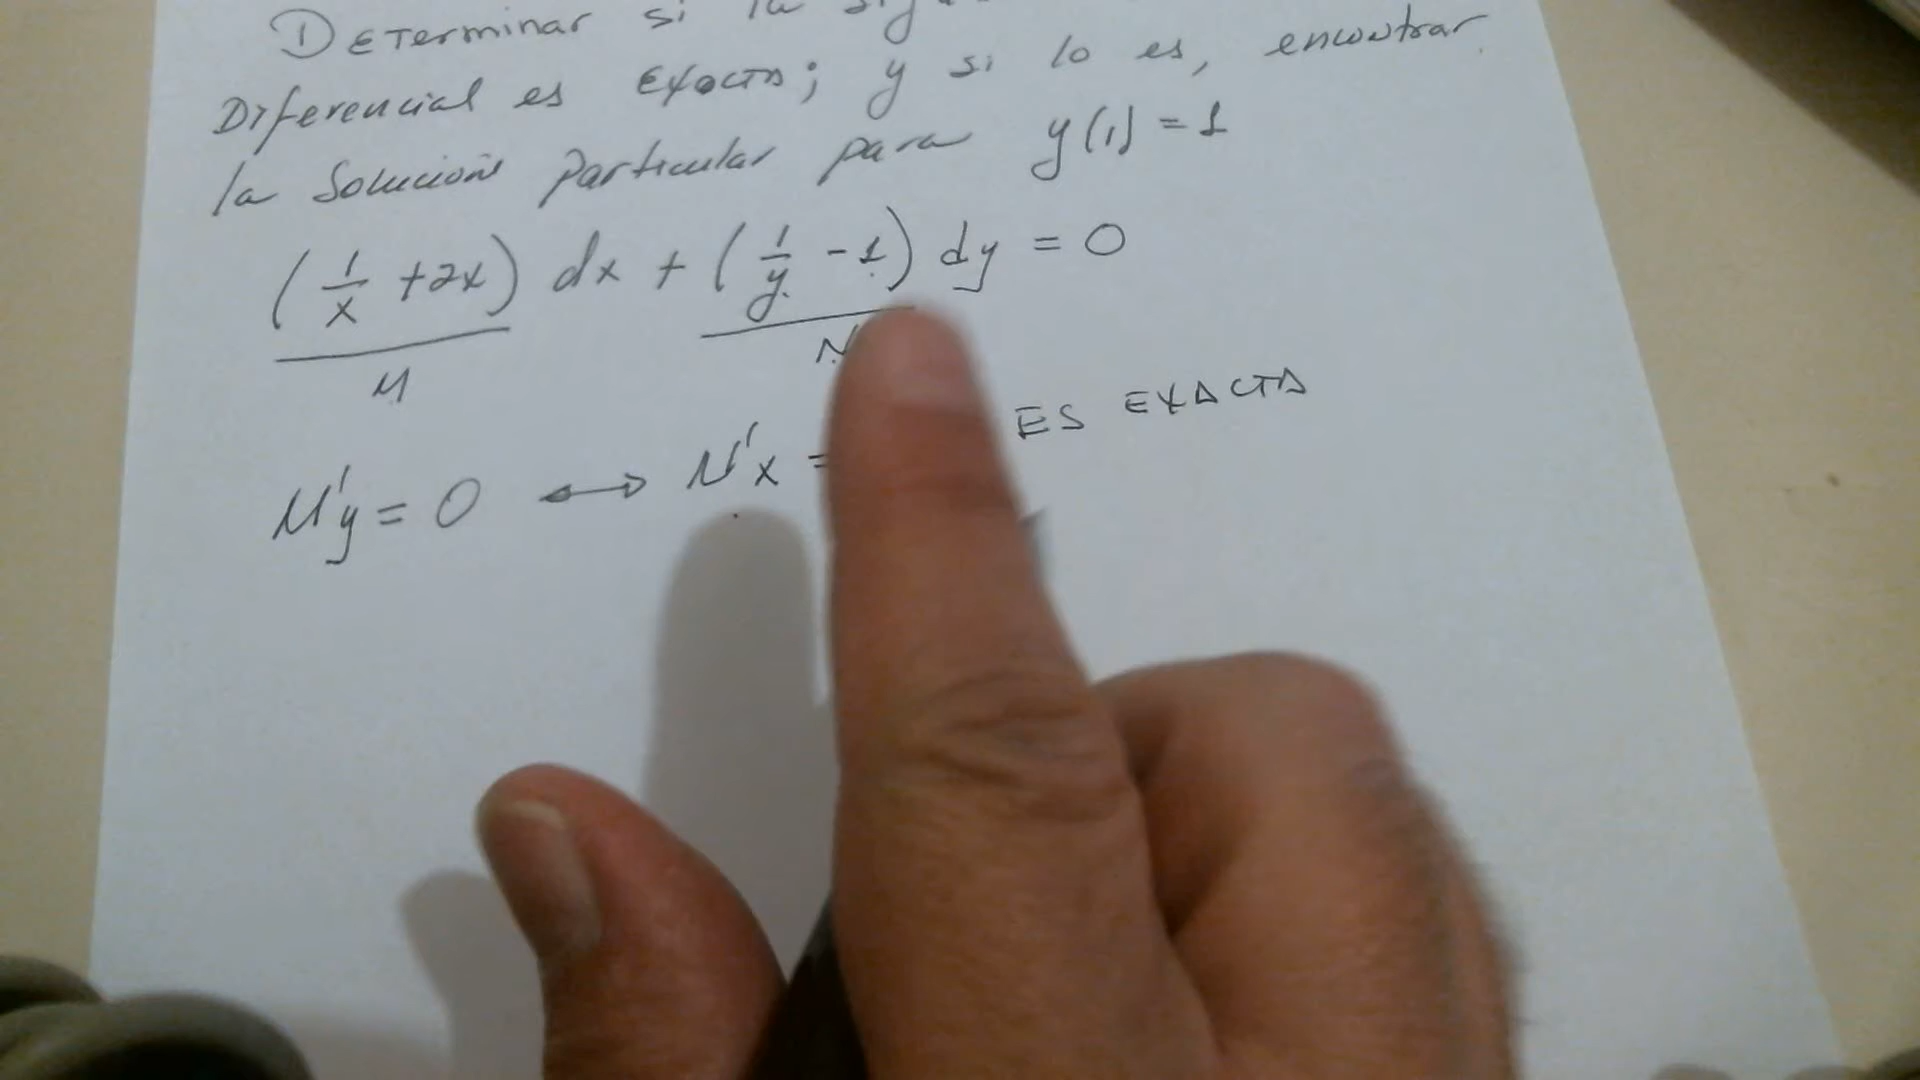 Determinar si la
Diferencial es Exacta; y si lo es, encontrar
la Solución Particular para y(1) = 1
(1/x + 2x) dx + (1/y - 1) dy = 0
M N
M'y = 0 ↔ N'x = ES EXACTA